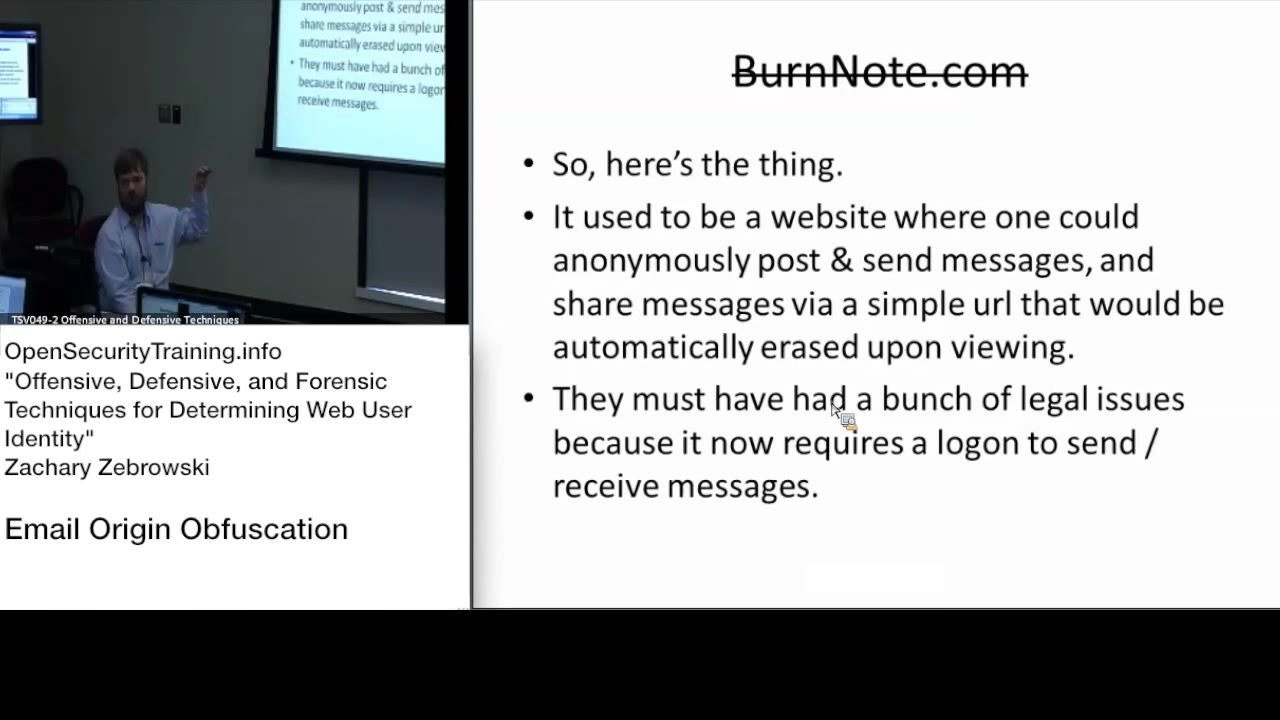 anonymously post & send mes
share messages via a simple ur
automatically erased upon view
• They must have had a bunch of
because it now requires a logon
receive messages.
TSV049-2 Offensive and Defensive Techniques
OpenSecurityTraining.info
"Offensive, Defensive, and Forensic
Techniques for Determining Web User
Identity"
Zachary Zebrowski
Email Origin Obfuscation
BurnNote.com
• So, here's the thing.
• It used to be a website where one could
anonymously post & send messages, and
share messages via a simple url that would be
automatically erased upon viewing.
• They must have had a bunch of legal issues
because it now requires a logon to send /
receive messages.